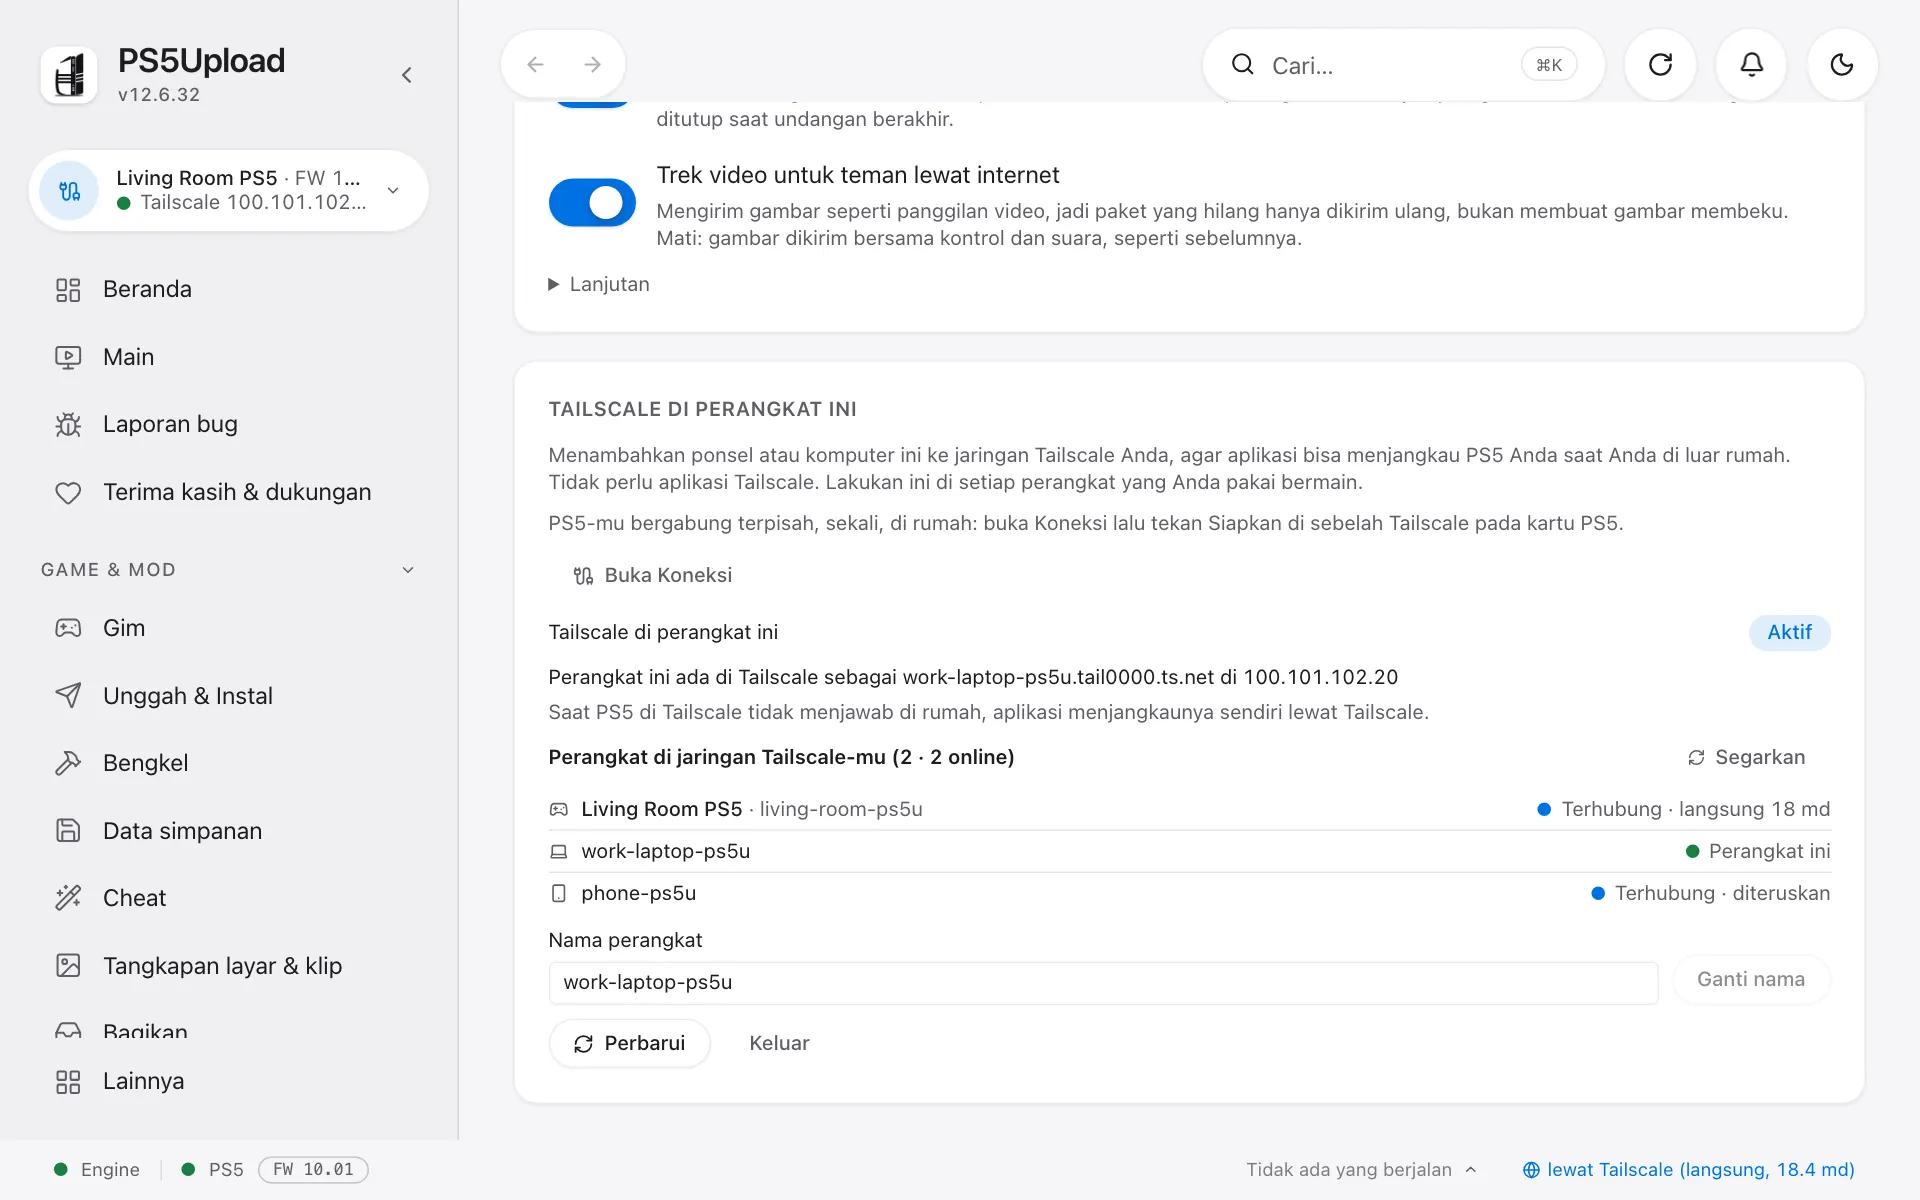 PS5Upload
v12.6.32
Living Room PS5 · FW 1...
Tailscale 100.101.102...
Beranda
Main
Laporan bug
Terima kasih & dukungan
GAME & MOD
Gim
Unggah & Instal
Bengkel
Data simpanan
Cheat
Tangkapan layar & klip
Bagikan
Lainnya
Cari...
⌘K
ditutup saat undangan berakhir.
Trek video untuk teman lewat internet
Mengirim gambar seperti panggilan video, jadi paket yang hilang hanya dikirim ulang, bukan membuat gambar membeku.
Mati: gambar dikirim bersama kontrol dan suara, seperti sebelumnya.
Lanjutan
TAILSCALE DI PERANGKAT INI
Menambahkan ponsel atau komputer ini ke jaringan Tailscale Anda, agar aplikasi bisa menjangkau PS5 Anda saat Anda di luar rumah.
Tidak perlu aplikasi Tailscale. Lakukan ini di setiap perangkat yang Anda pakai bermain.
PS5-mu bergabung terpisah, sekali, di rumah: buka Koneksi lalu tekan Siapkan di sebelah Tailscale pada kartu PS5.
Buka Koneksi
Tailscale di perangkat ini
Aktif
Perangkat ini ada di Tailscale sebagai work-laptop-ps5u.tail0000.ts.net di 100.101.102.20
Saat PS5 di Tailscale tidak menjawab di rumah, aplikasi menjangkaunya sendiri lewat Tailscale.
Perangkat di jaringan Tailscale-mu (2 · 2 online)
Segarkan
Living Room PS5 · living-room-ps5u
Terhubung · langsung 18 md
work-laptop-ps5u
Perangkat ini
phone-ps5u
Terhubung · diteruskan
Nama perangkat
work-laptop-ps5u
Ganti nama
Perbarui
Keluar
Engine
PS5
FW 10.01
Tidak ada yang berjalan
lewat Tailscale (langsung, 18.4 md)